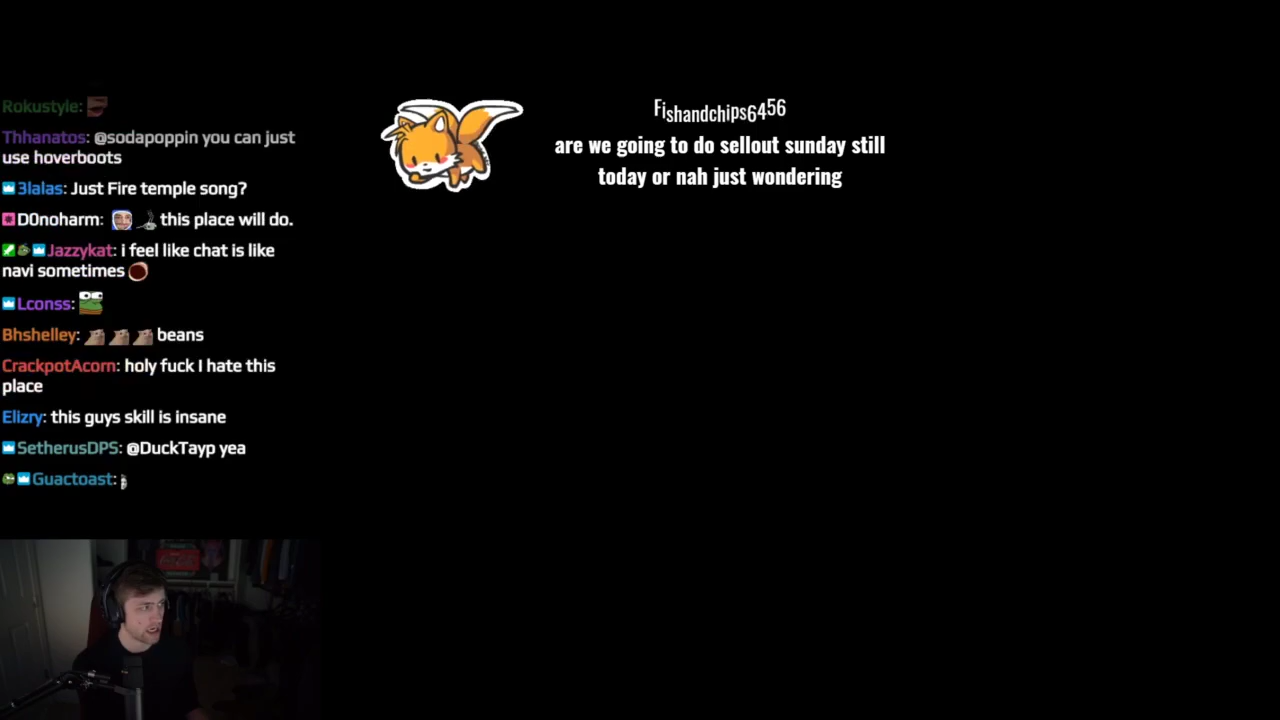 Rokustyle:
Thhanatos: @sodapoppin you can just
use hoverboots
3lalas: Just Fire temple song?
D0noharm: this place will do.
Jazzykat: i feel like chat is like
navi sometimes
Lconss:
Bhshelley: beans
CrackpotAcorn: holy fuck I hate this
place
Elizry: this guys skill is insane
SetherusDPS: @DuckTayp yea
Guactoast:
Fishandchips6456
are we going to do sellout sunday still
today or nah just wondering